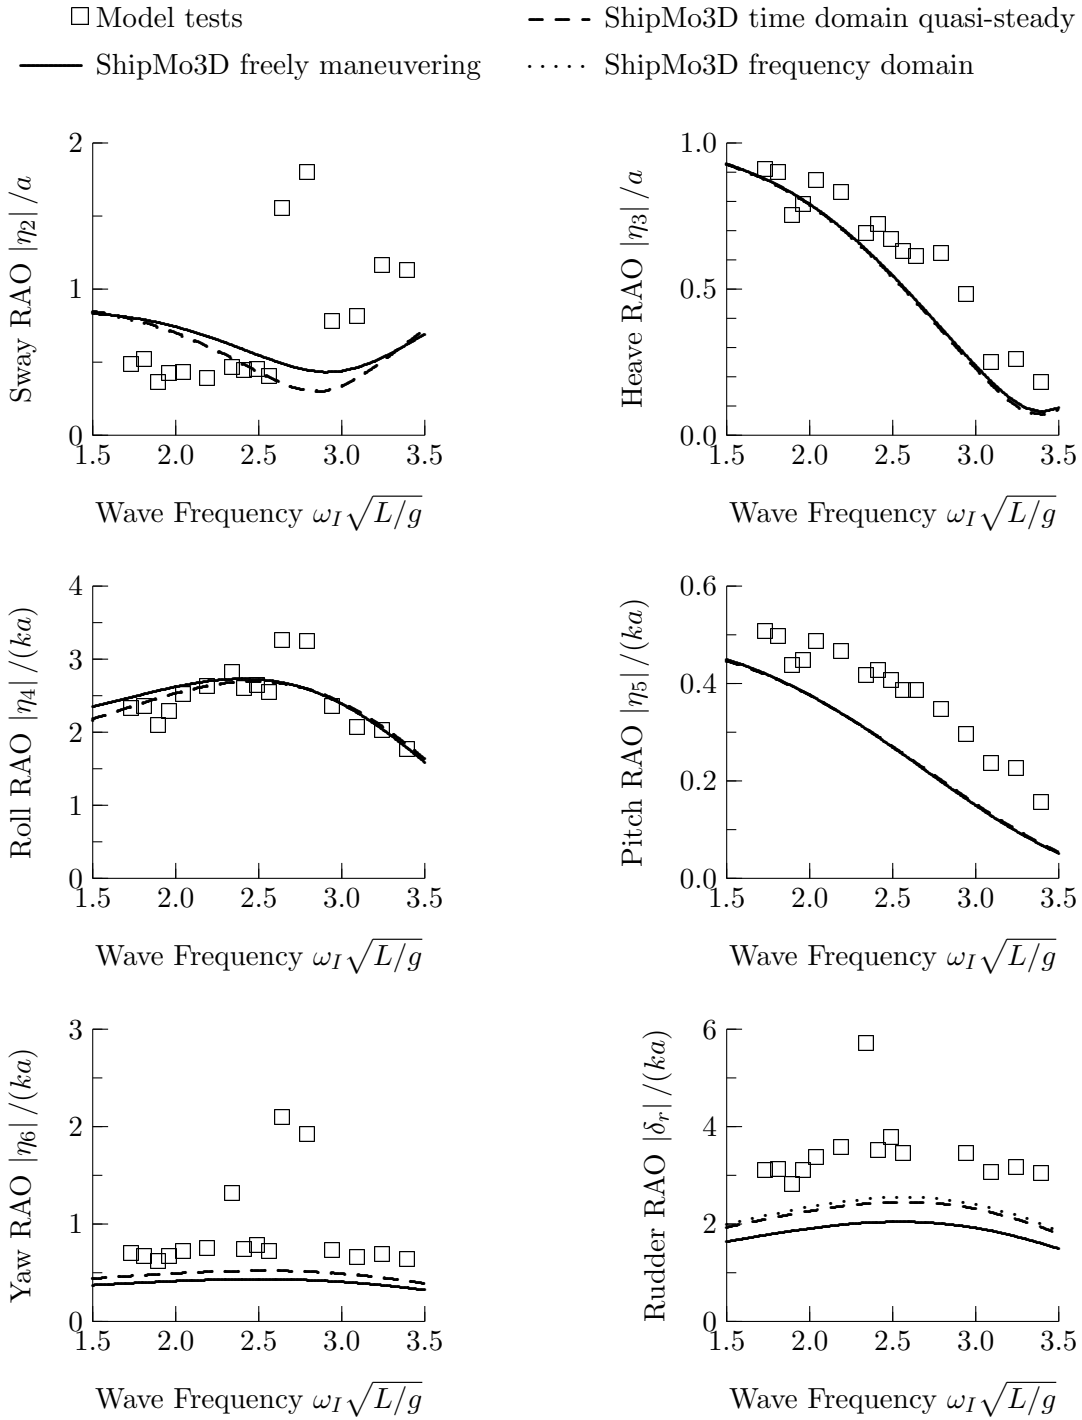 Model tests
ShipMo3D time domain quasi-steady
ShipMo3D freely maneuvering
ShipMo3D frequency domain
Sway RAO |η₂|/a
2
1
0
1.5 2.0 2.5 3.0 3.5
Wave Frequency ω_I√(L/g)
Heave RAO |η₃|/a
1.0
0.5
0.0
1.5 2.0 2.5 3.0 3.5
Wave Frequency ω_I√(L/g)
Roll RAO |η₄|/(ka)
4
3
2
1
0
1.5 2.0 2.5 3.0 3.5
Wave Frequency ω_I√(L/g)
Pitch RAO |η₅|/(ka)
0.6
0.4
0.2
0.0
1.5 2.0 2.5 3.0 3.5
Wave Frequency ω_I√(L/g)
Yaw RAO |η₆|/(ka)
3
2
1
0
1.5 2.0 2.5 3.0 3.5
Wave Frequency ω_I√(L/g)
Rudder RAO |δ_r|/(ka)
6
4
2
0
1.5 2.0 2.5 3.0 3.5
Wave Frequency ω_I√(L/g)